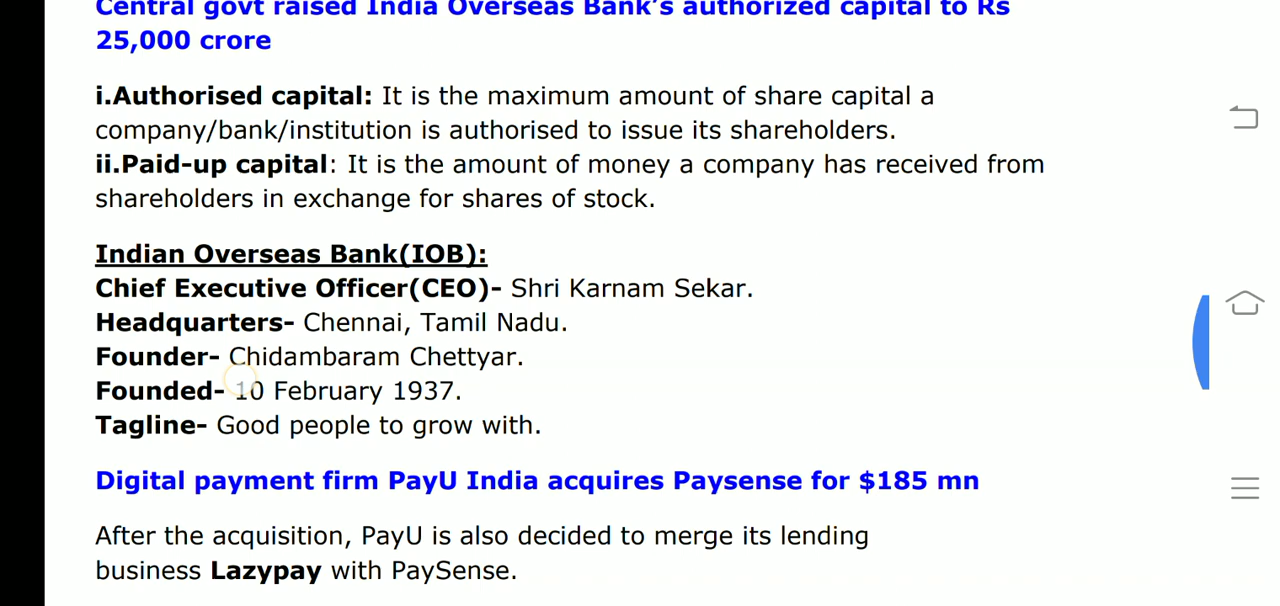 Central govt raised India Overseas Bank's authorized capital to Rs
25,000 crore
i.Authorised capital: It is the maximum amount of share capital a
company/bank/institution is authorised to issue its shareholders.
ii.Paid-up capital: It is the amount of money a company has received from
shareholders in exchange for shares of stock.
Indian Overseas Bank(IOB):
Chief Executive Officer(CEO)- Shri Karnam Sekar.
Headquarters- Chennai, Tamil Nadu.
Founder- Chidambaram Chettyar.
Founded- 10 February 1937.
Tagline- Good people to grow with.
Digital payment firm PayU India acquires Paysense for $185 mn
After the acquisition, PayU is also decided to merge its lending
business Lazypay with PaySense.